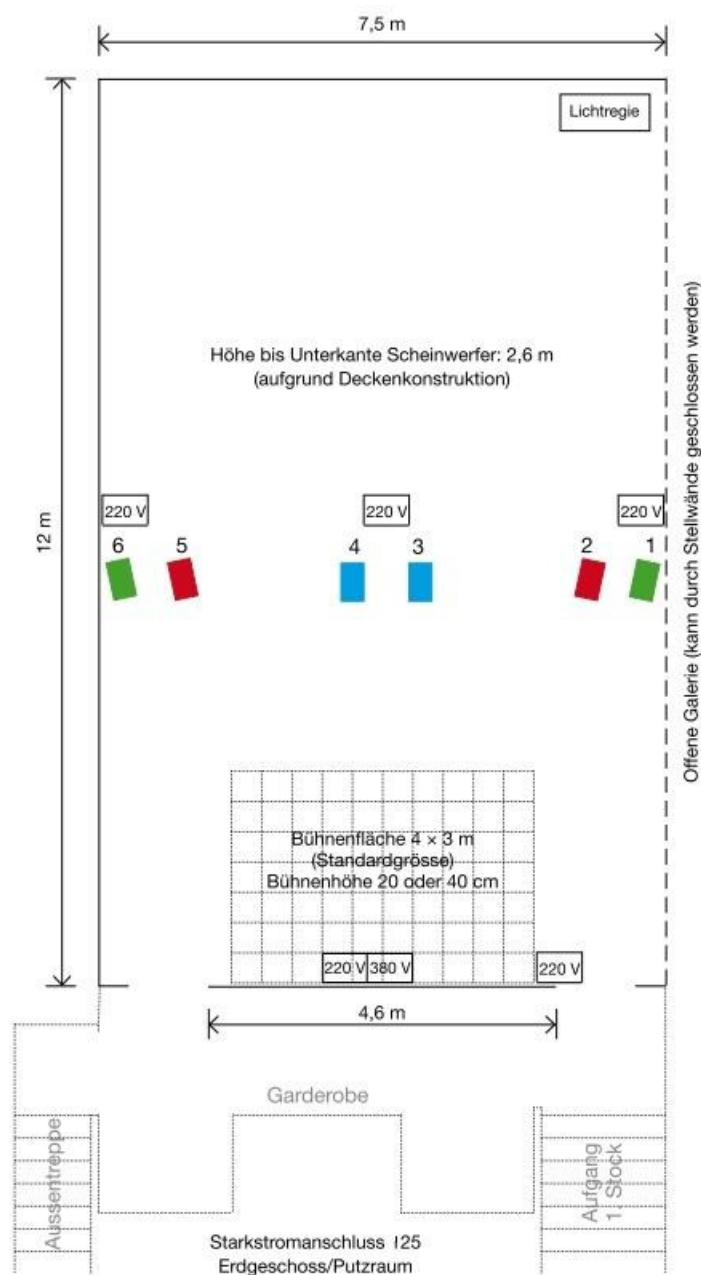 7,5 m
Lichtregie
Höhe bis Unterkante Scheinwerfer: 2,6 m
(aufgrund Deckenkonstruktion)
12 m
Offene Galerie (kann durch Stellwände geschlossen werden)
220 V
220 V
220 V
6
5
4
3
2
1
Bühnenfläche 4 × 3 m
(Standardgrösse)
Bühnenhöhe 20 oder 40 cm
220 V
380 V
220 V
4,6 m
Garderobe
Aussentreppe
Aufgang
1. Stock
Starkstromanschluss I25
Erdgeschoss/Putzraum